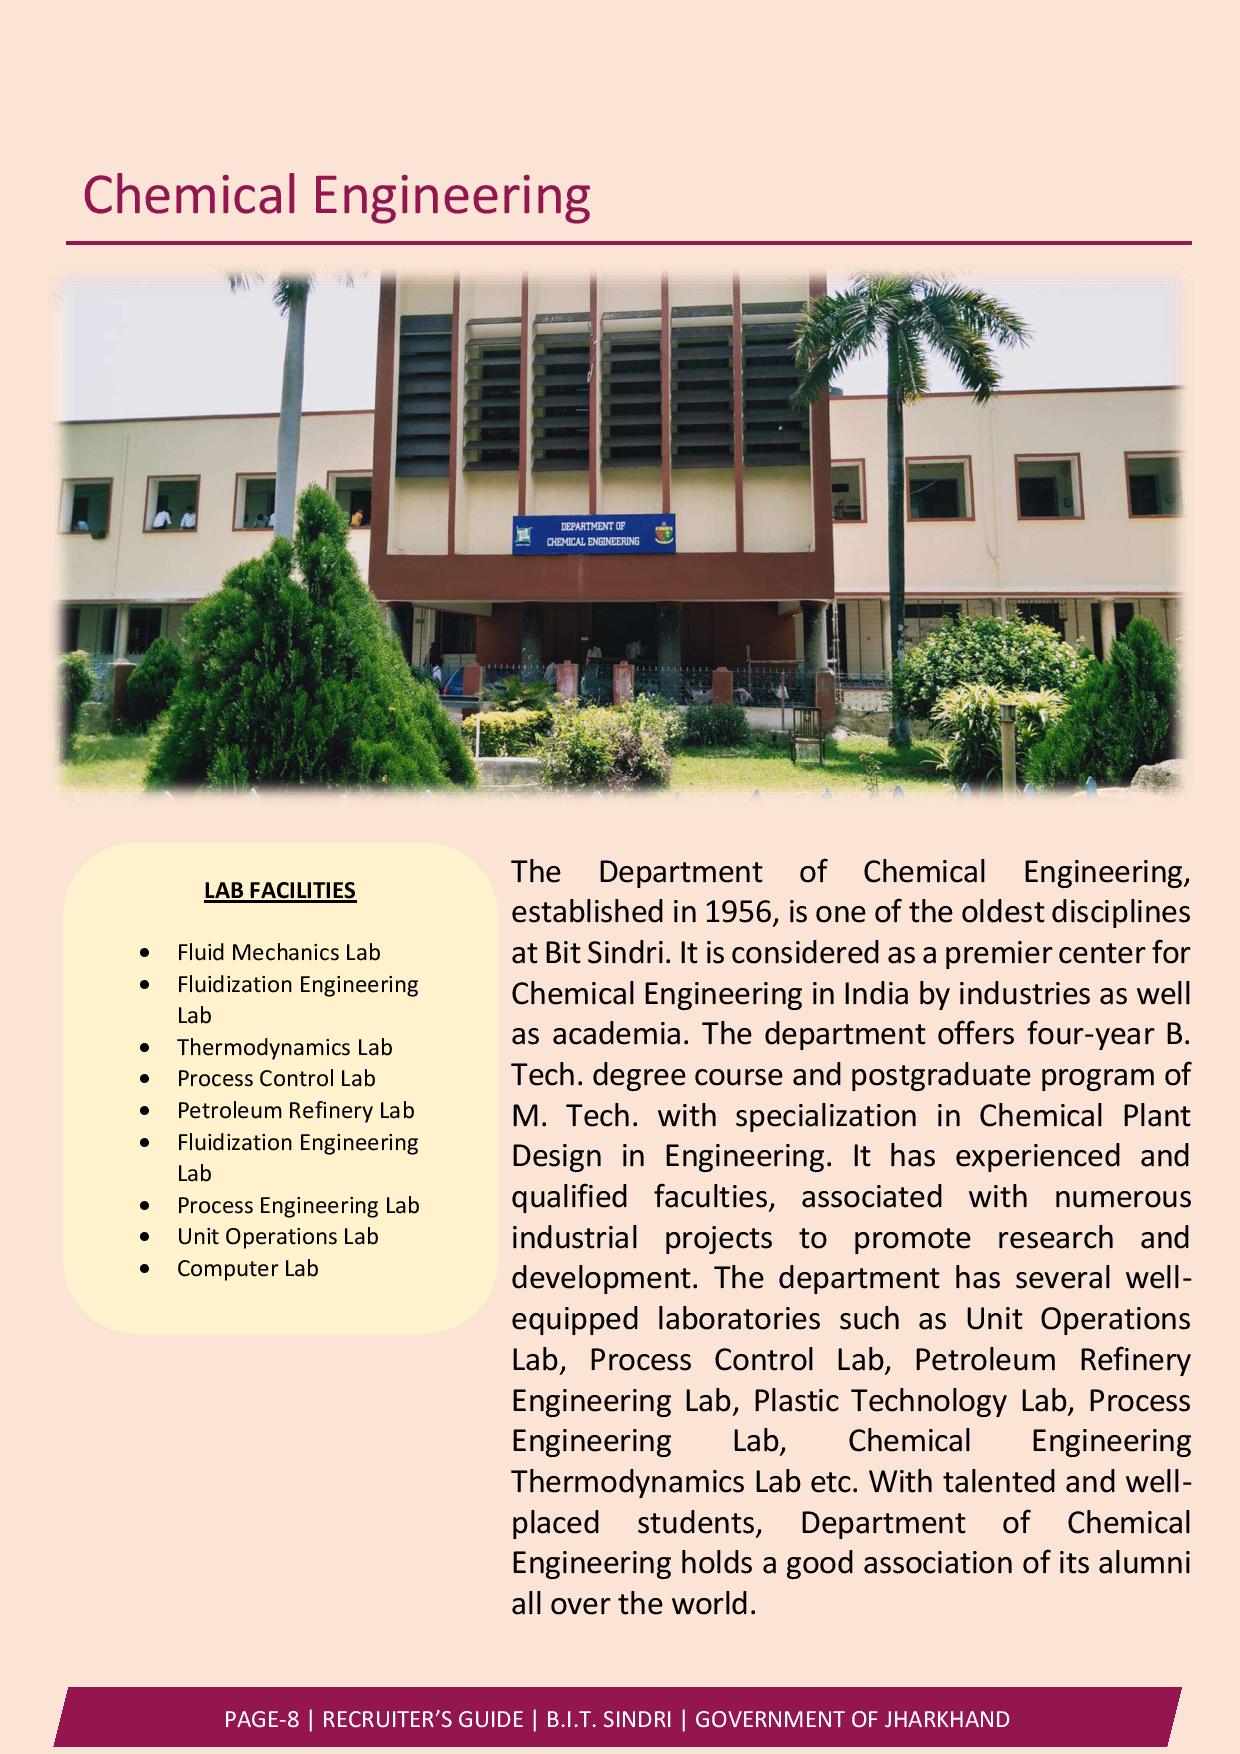 Chemical Engineering
DEPARTMENT OF
CHEMICAL ENGINEERING
LAB FACILITIES
• Fluid Mechanics Lab
• Fluidization Engineering
Lab
• Thermodynamics Lab
• Process Control Lab
• Petroleum Refinery Lab
• Fluidization Engineering
Lab
• Process Engineering Lab
• Unit Operations Lab
• Computer Lab
The Department of Chemical Engineering,
established in 1956, is one of the oldest disciplines
at Bit Sindri. It is considered as a premier center for
Chemical Engineering in India by industries as well
as academia. The department offers four-year B.
Tech. degree course and postgraduate program of
M. Tech. with specialization in Chemical Plant
Design in Engineering. It has experienced and
qualified faculties, associated with numerous
industrial projects to promote research and
development. The department has several well-
equipped laboratories such as Unit Operations
Lab, Process Control Lab, Petroleum Refinery
Engineering Lab, Plastic Technology Lab, Process
Engineering Lab, Chemical Engineering
Thermodynamics Lab etc. With talented and well-
placed students, Department of Chemical
Engineering holds a good association of its alumni
all over the world.
PAGE-8 | RECRUITER’S GUIDE | B.I.T. SINDRI | GOVERNMENT OF JHARKHAND